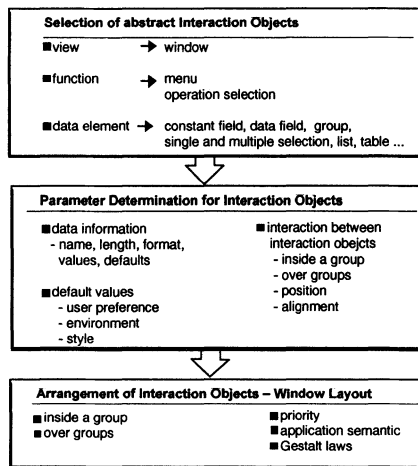 Selection of abstract Interaction Objects
■ view → window
■ function → menu
operation selection
■ data element → constant field, data field, group,
single and multiple selection, list, table ...
Parameter Determination for Interaction Objects
■ data information
- name, length, format,
values, defaults
■ default values
- user preference
- environment
- style
■ interaction between
interaction obejcts
- inside a group
- over groups
- position
- alignment
Arrangement of Interaction Objects – Window Layout
■ inside a group
■ over groups
■ priority
■ application semantic
■ Gestalt laws